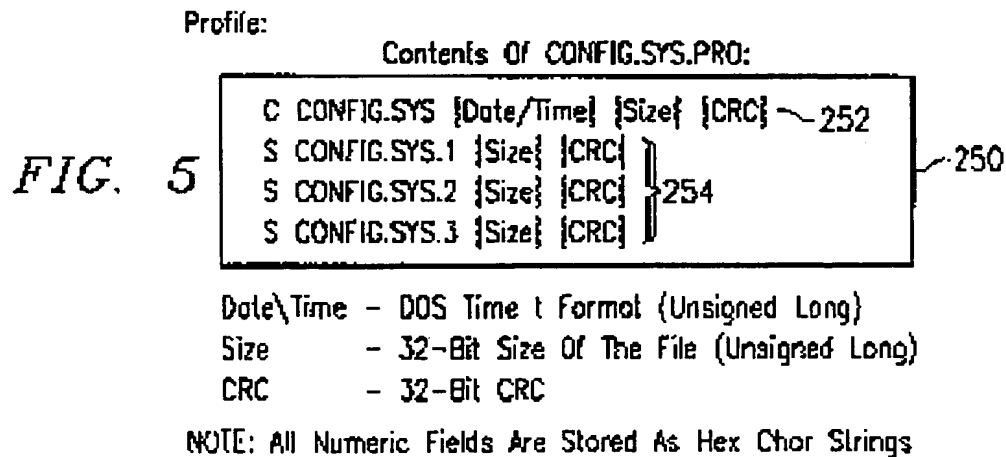 Profile:
Contents Of CONFIG.SYS.PRO:
C CONFIG.SYS {Date/Time} {Size} {CRC} 252
S CONFIG.SYS.1 {Size} {CRC}
S CONFIG.SYS.2 {Size} {CRC} 254
S CONFIG.SYS.3 {Size} {CRC}
250
FIG. 5
Date\Time - DOS Time t Format (Unsigned Long)
Size - 32-Bit Size Of The File (Unsigned Long)
CRC - 32-Bit CRC
NOTE: All Numeric Fields Are Stored As Hex Char Strings